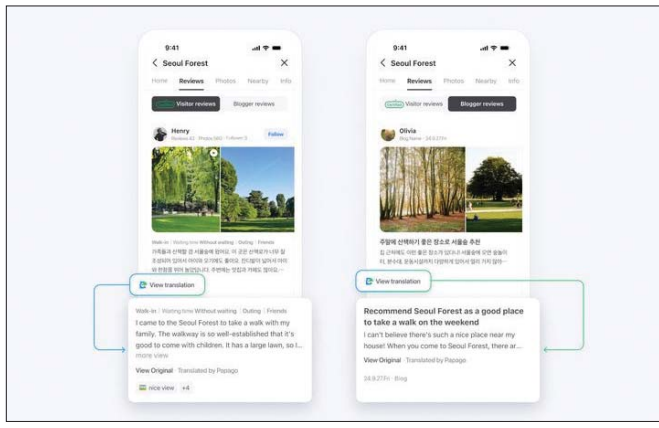 9:41
Seoul Forest
Home Reviews Photos Nearby Info
Visitor reviews Blogger reviews
Henry
Follow
Walk-in Waiting time Without waiting Outing Friends
View translation
Walk-in Waiting time Without waiting Outing Friends
I came to the Seoul Forest to take a walk with my
family. The walkway is so well-established that it's
good to come with children. It has a large lawn, so I...
more view
View Original Translated by Papago
nice view +4
9:41
Seoul Forest
Home Reviews Photos Nearby Info
Visitor reviews Blogger reviews
Olivia
주말에 산책하기 좋은 장소로 서울숲 추천
View translation
Recommend Seoul Forest as a good place
to take a walk on the weekend
I can't believe there's such a nice place near my
house! When you come to Seoul Forest, there ar...
View Original Translated by Papago
Blog